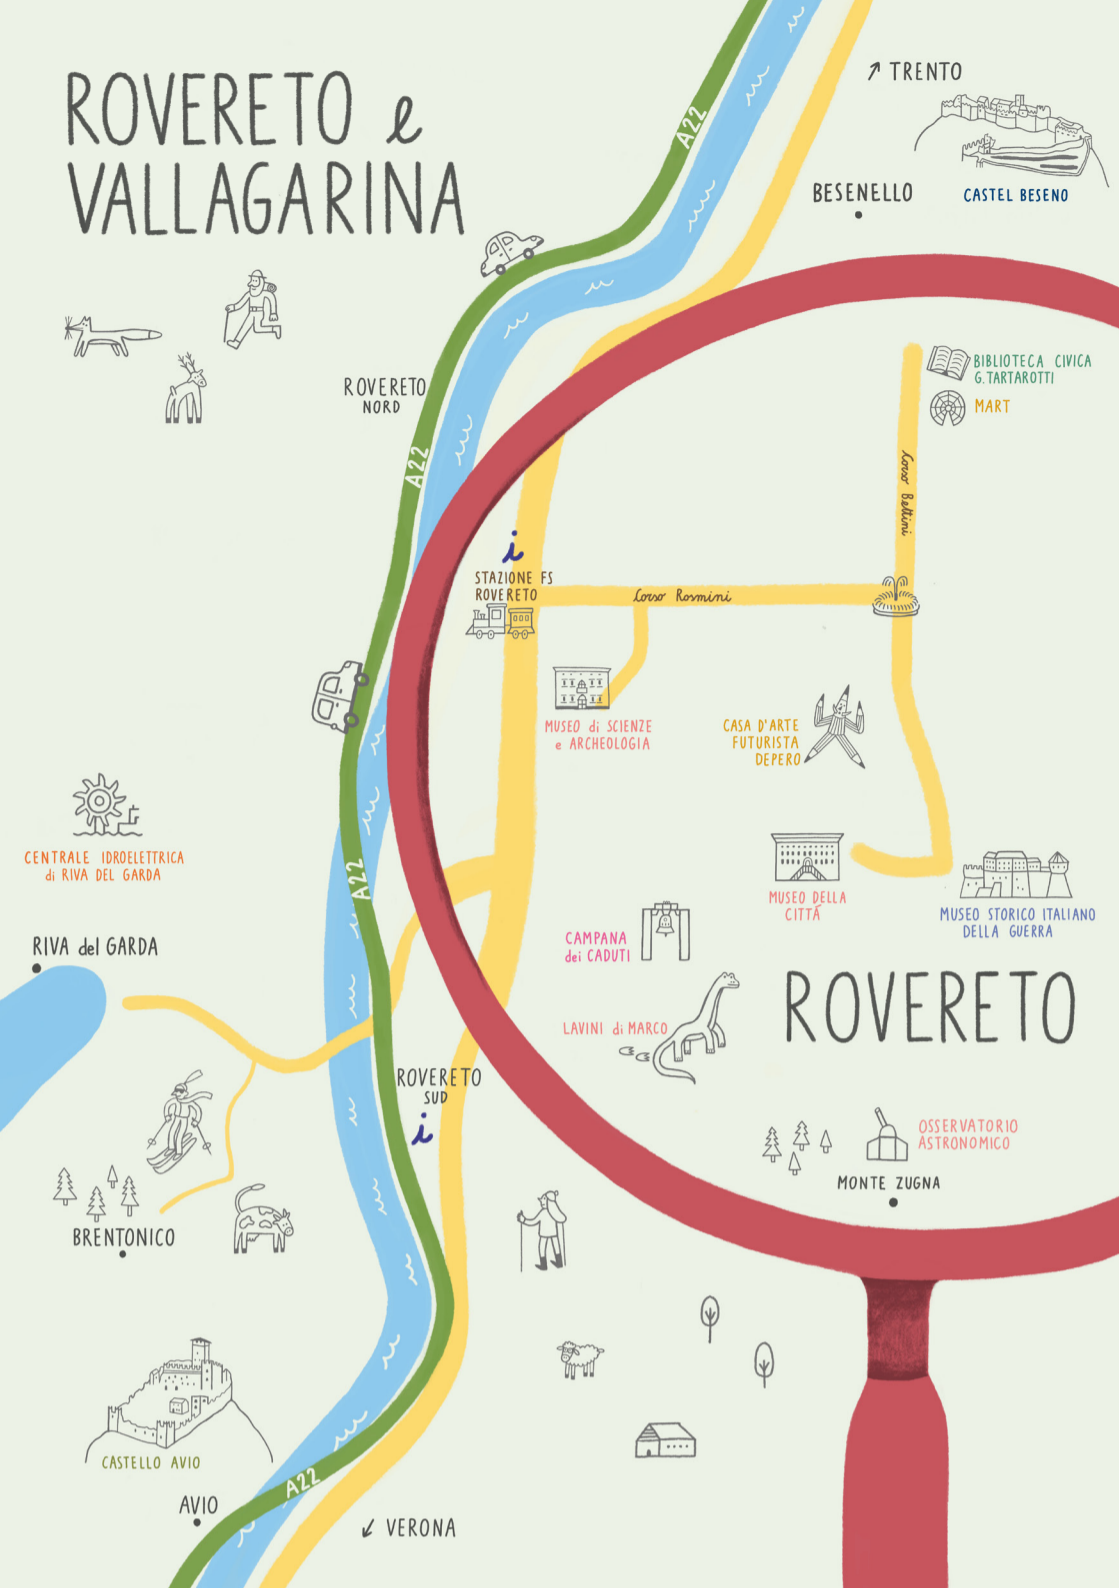 ROVERETO e
VALLAGARINA
↗ TRENTO
BESENELLO
CASTEL BESENO
A22
ROVERETO
NORD
A22
BIBLIOTECA CIVICA
G.TARTAROTTI
MART
Corso Bettini
i
STAZIONE FS
ROVERETO
Corso Rosmini
MUSEO di SCIENZE
e ARCHEOLOGIA
CASA D'ARTE
FUTURISTA
DEPERO
CENTRALE IDROELETTRICA
di RIVA DEL GARDA
A22
MUSEO DELLA
CITTÁ
MUSEO STORICO ITALIANO
DELLA GUERRA
CAMPANA
dei CADUTI
RIVA del GARDA
LAVINI di MARCO
ROVERETO
ROVERETO
SUD
i
OSSERVATORIO
ASTRONOMICO
MONTE ZUGNA
BRENTONICO
CASTELLO AVIO
A22
AVIO
↙ VERONA